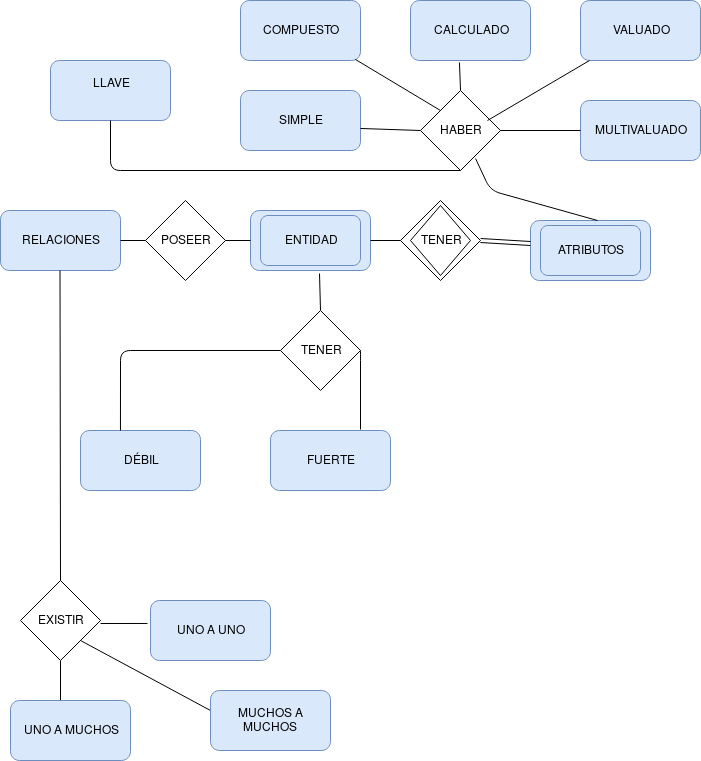 COMPUESTO
CALCULADO
VALUADO
LLAVE
SIMPLE
HABER
MULTIVALUADO
RELACIONES
POSEER
ENTIDAD
TENER
ATRIBUTOS
TENER
DÉBIL
FUERTE
EXISTIR
UNO A UNO
UNO A MUCHOS
MUCHOS A
MUCHOS